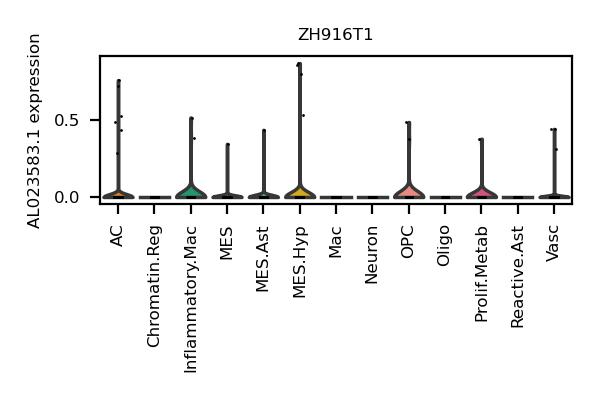 ZH916T1
AL023583.1 expression
0.5
0.0
AC
Chromatin.Reg
Inflammatory.Mac
MES
MES.Ast
MES.Hyp
Mac
Neuron
OPC
Oligo
Prolif.Metab
Reactive.Ast
Vasc